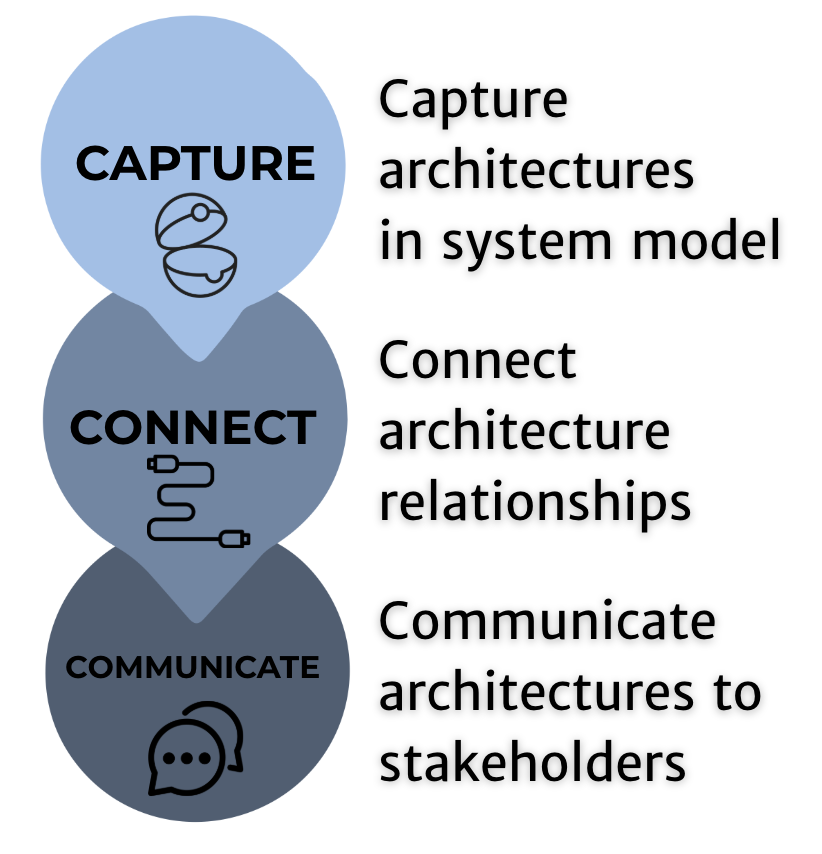 CAPTURE
Capture
architectures
in system model
CONNECT
Connect
architecture
relationships
COMMUNICATE
Communicate
architectures to
stakeholders